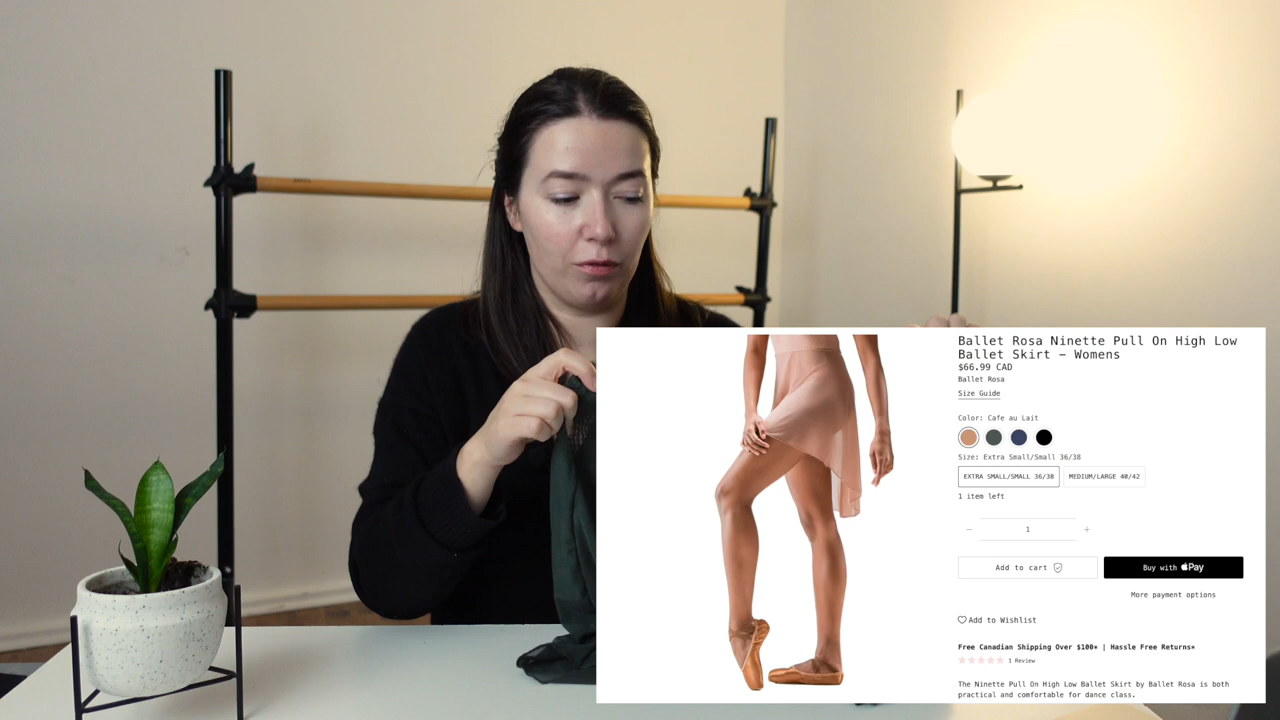 Ballet Rosa Ninette Pull On High Low
Ballet Skirt – Womens
$66.99 CAD
Ballet Rosa
Size Guide
Color: Cafe au Lait
Size: Extra Small/Small 36/38
EXTRA SMALL/SMALL 36/38 MEDIUM/LARGE 40/42
1 item left
− 1 +
Add to cart Buy with Pay
More payment options
Add to Wishlist
Free Canadian Shipping Over $100* | Hassle Free Returns*
1 Review
The Ninette Pull On High Low Ballet Skirt by Ballet Rosa is both
practical and comfortable for dance class.